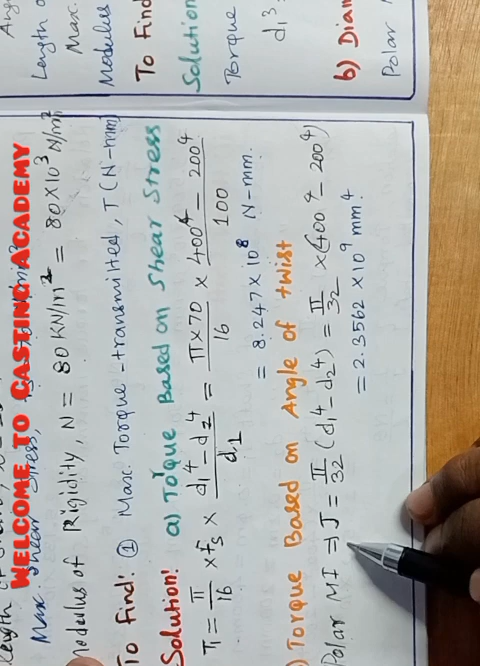 WELCOME TO CASTING ACADEMY
Max. Shear Stress,
Modulus of Rigidity, N = 80 KN/m² = 80 X10³ N/m²
To Find: ① Max. Torque transmitted, T (N-mm)
Solution: a) Torque Based on Shear Stress
T = π/16 × fs × (d1⁴ - d2⁴)/d1 = (π×70)/16 × (400⁴ - 200⁴)/100
= 8.247 × 10⁸ N-mm.
) Torque Based on Angle of twist
Polar MI ⇒ J = π/32 (d1⁴ - d2⁴) = π/32 × (400⁴ - 200⁴)
= 2.3562 × 10⁹ mm⁴
Length
Max.
Modulus
To Find
Solution
Torque
d1³
b) Diam
Polar